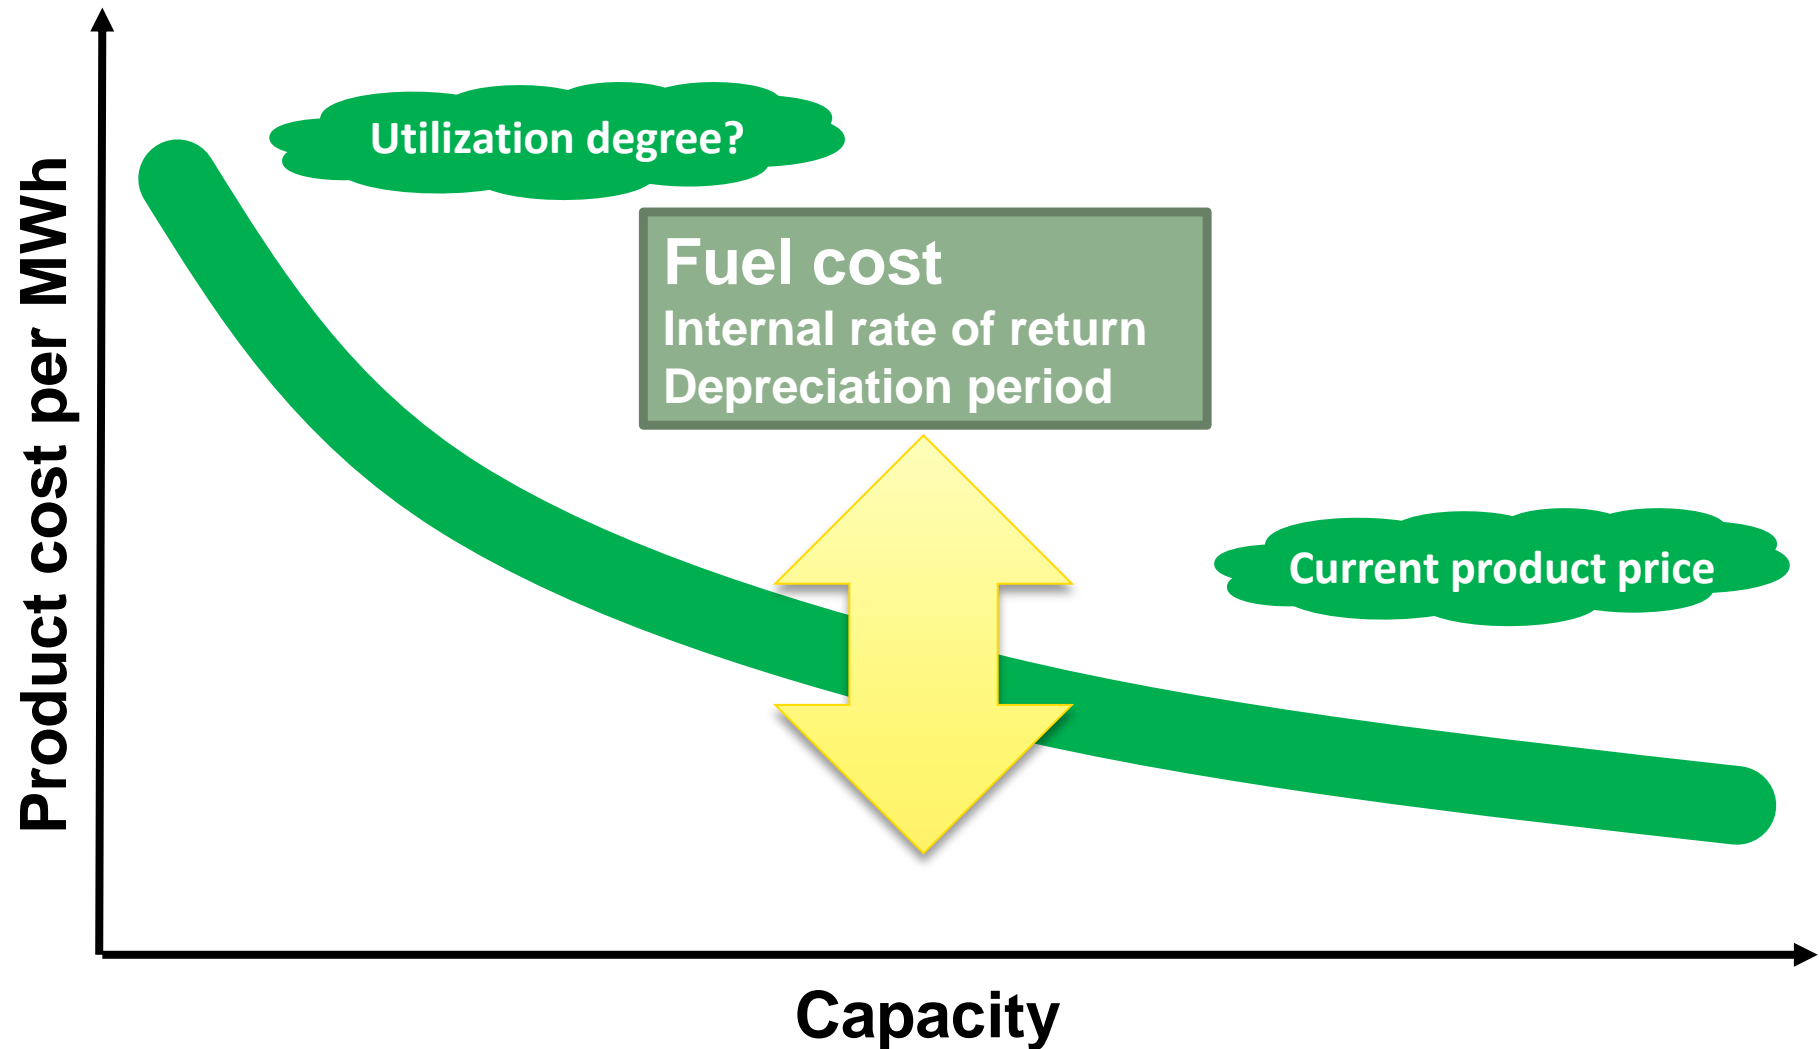 Product cost per MWh
Utilization degree?
Fuel cost
Internal rate of return
Depreciation period
Current product price
Capacity